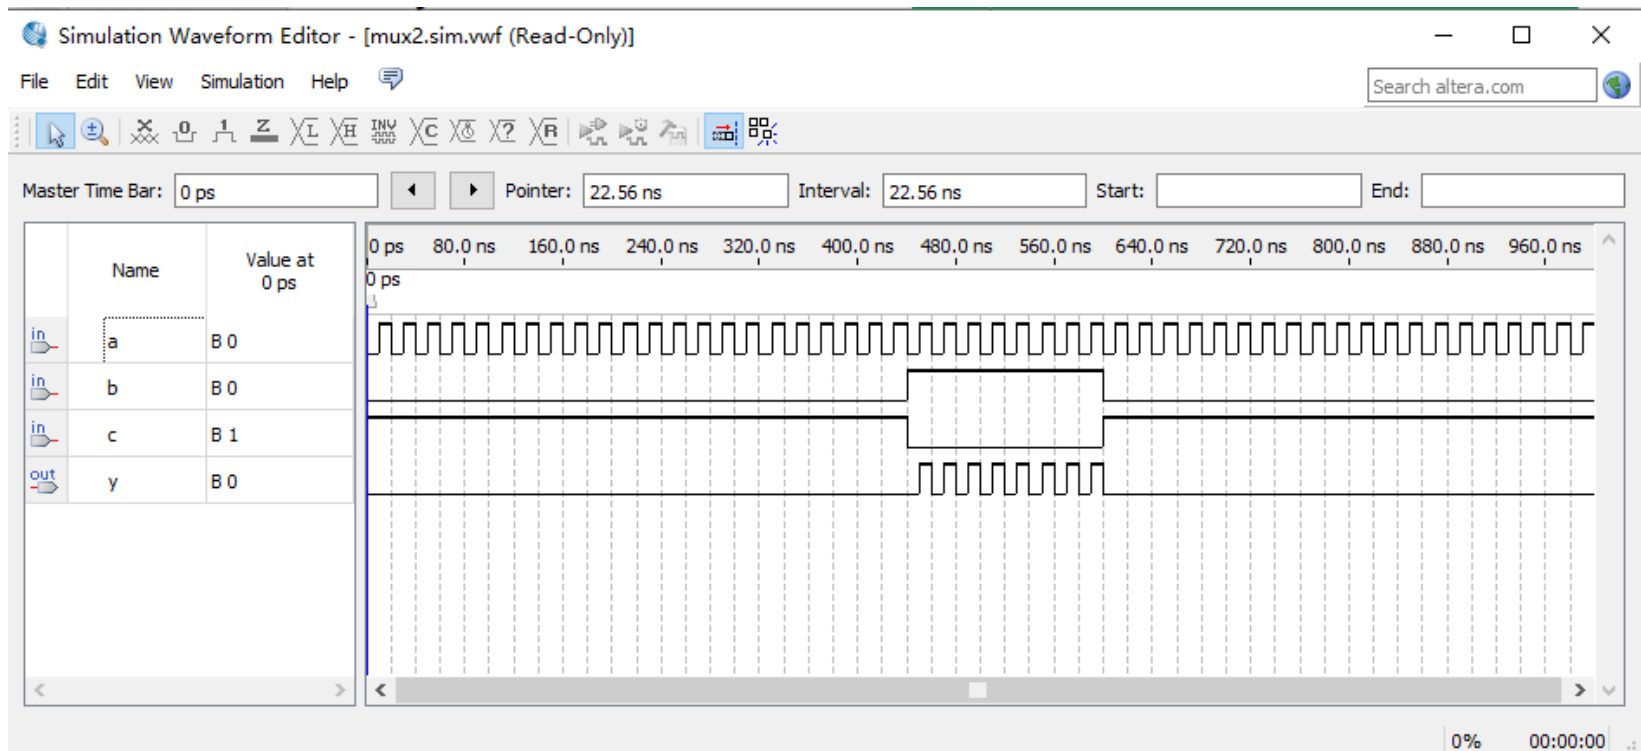 Simulation Waveform Editor - [mux2.sim.vwf (Read-Only)]
File Edit View Simulation Help
Search altera.com
Master Time Bar: 0 ps Pointer: 22.56 ns Interval: 22.56 ns Start: End:
Name Value at 0 ps
0 ps 80.0 ns 160.0 ns 240.0 ns 320.0 ns 400.0 ns 480.0 ns 560.0 ns 640.0 ns 720.0 ns 800.0 ns 880.0 ns 960.0 ns
0 ps
in a B 0
in b B 0
in c B 1
out y B 0
0% 00:00:00